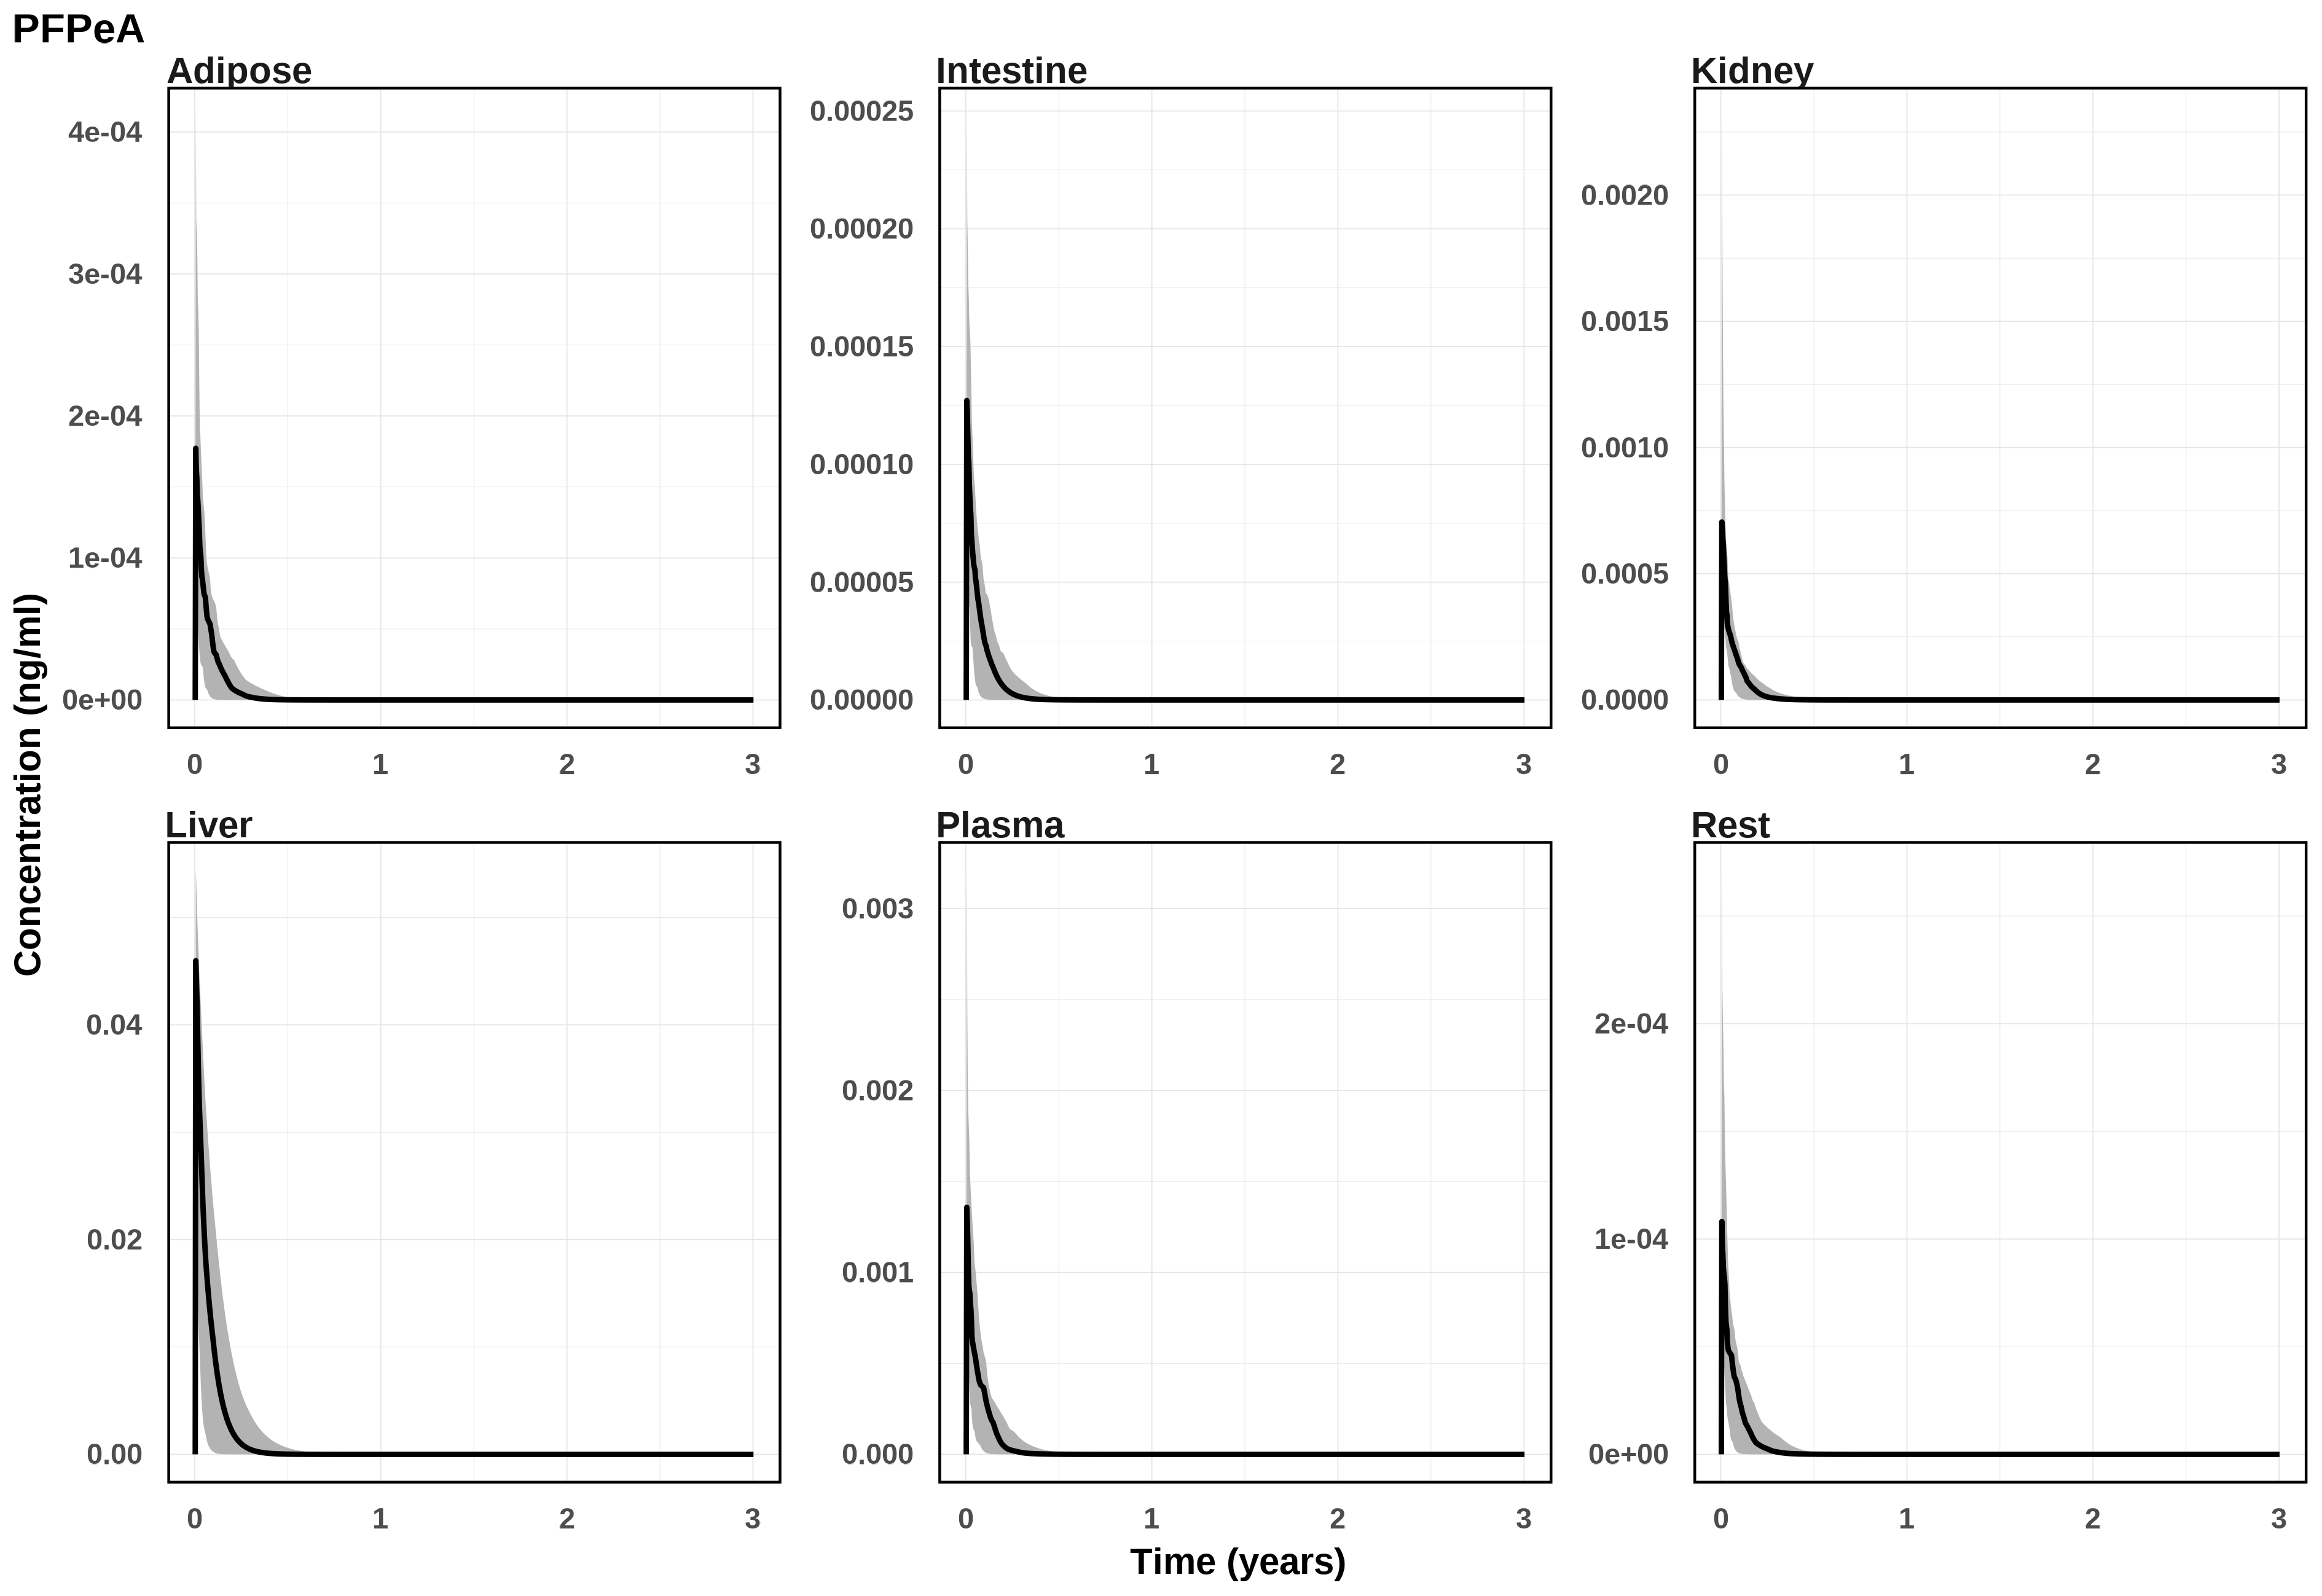 PFPeA
Adipose
Intestine
Kidney
4e-04
3e-04
2e-04
1e-04
0e+00
0.00025
0.00020
0.00015
0.00010
0.00005
0.00000
0.0020
0.0015
0.0010
0.0005
0.0000
0 1 2 3
0 1 2 3
0 1 2 3
Concentration (ng/ml)
Liver
Plasma
Rest
0.04
0.02
0.00
0.003
0.002
0.001
0.000
2e-04
1e-04
0e+00
0 1 2 3
0 1 2 3
0 1 2 3
Time (years)